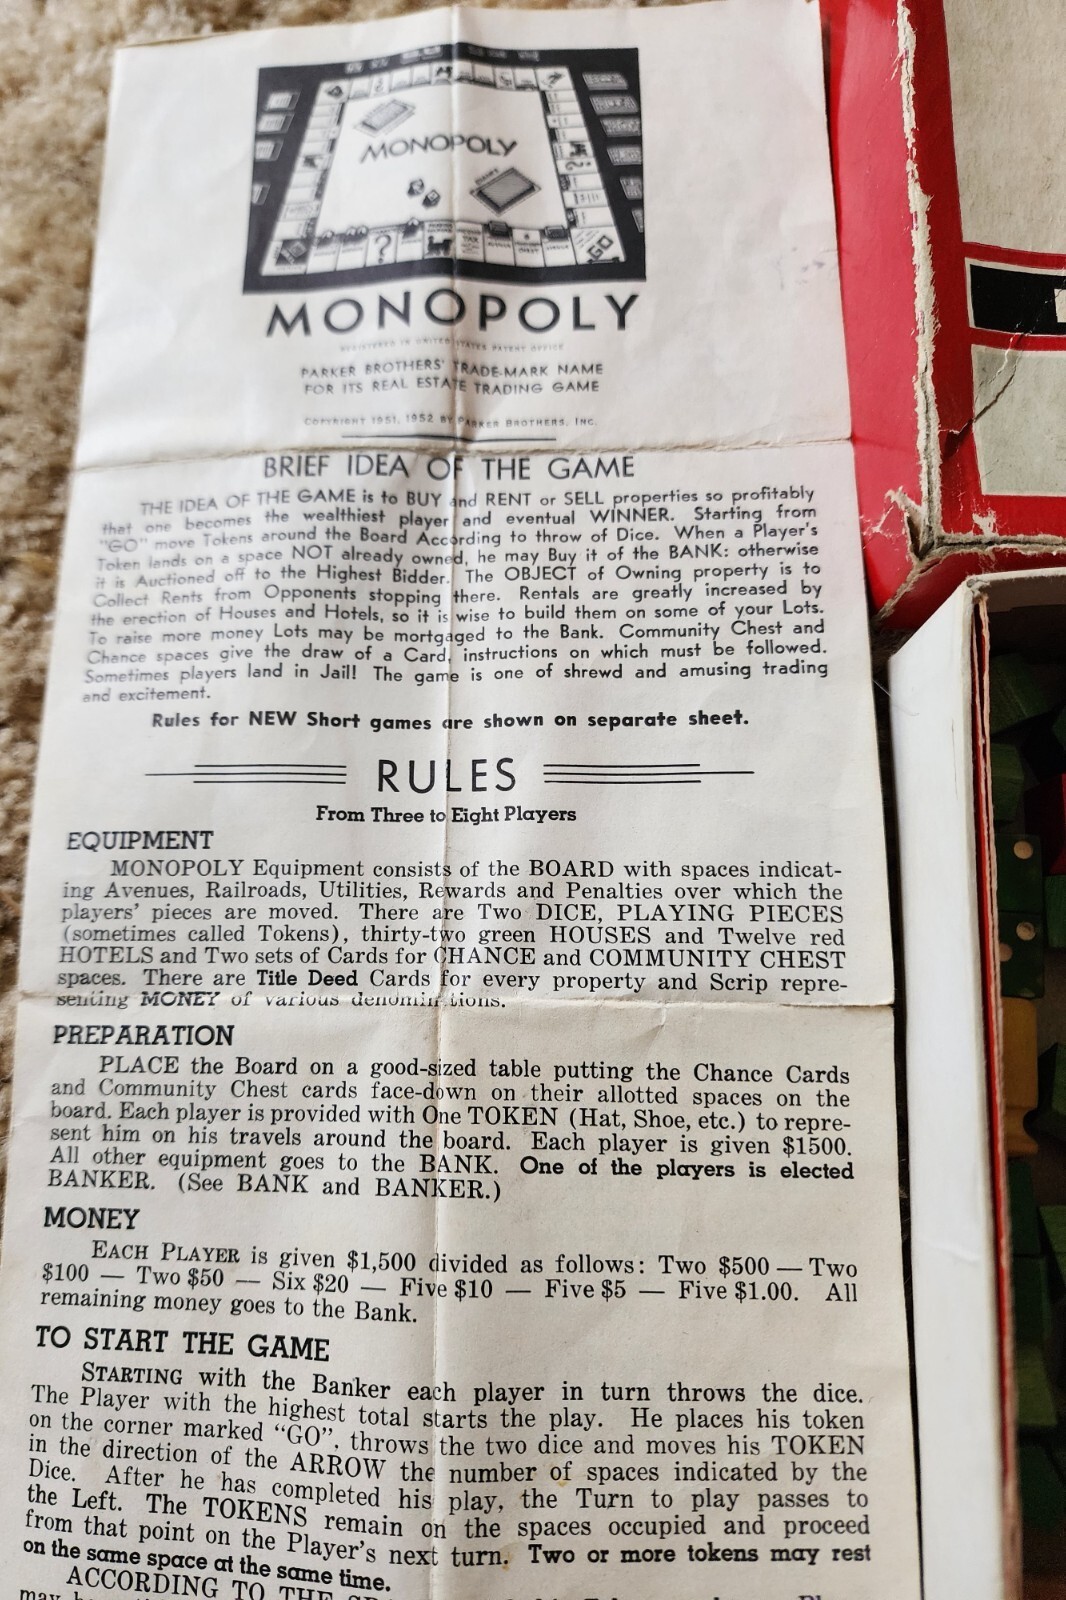 MONOPOLY
GO
MONOPOLY
REGISTERED IN UNITED STATES PATENT OFFICE
PARKER BROTHERS' TRADE-MARK NAME
FOR ITS REAL ESTATE TRADING GAME
COPYRIGHT 1951, 1952 BY PARKER BROTHERS, INC.
BRIEF IDEA OF THE GAME
THE IDEA OF THE GAME is to BUY and RENT or SELL properties so profitably
that one becomes the wealthiest player and eventual WINNER. Starting from
"GO" move Tokens around the Board According to throw of Dice. When a Player's
Token lands on a space NOT already owned, he may Buy it of the BANK: otherwise
it is Auctioned off to the Highest Bidder. The OBJECT of Owning property is to
Collect Rents from Opponents stopping there. Rentals are greatly increased by
the erection of Houses and Hotels, so it is wise to build them on some of your Lots.
To raise more money Lots may be mortgaged to the Bank. Community Chest and
Chance spaces give the draw of a Card, instructions on which must be followed.
Sometimes players land in Jail! The game is one of shrewd and amusing trading
and excitement.
Rules for NEW Short games are shown on separate sheet.
RULES
From Three to Eight Players
EQUIPMENT
MONOPOLY Equipment consists of the BOARD with spaces indicat-
ing Avenues, Railroads, Utilities, Rewards and Penalties over which the
players' pieces are moved. There are Two DICE, PLAYING PIECES
(sometimes called Tokens), thirty-two green HOUSES and Twelve red
HOTELS and Two sets of Cards for CHANCE and COMMUNITY CHEST
spaces. There are Title Deed Cards for every property and Scrip repre-
senting MONEY of various denominations.
PREPARATION
PLACE the Board on a good-sized table putting the Chance Cards
and Community Chest cards face-down on their allotted spaces on the
board. Each player is provided with One TOKEN (Hat, Shoe, etc.) to repre-
sent him on his travels around the board. Each player is given $1500.
All other equipment goes to the BANK. One of the players is elected
BANKER. (See BANK and BANKER.)
MONEY
EACH PLAYER is given $1,500 divided as follows: Two $500 — Two
$100 — Two $50 — Six $20 — Five $10 — Five $5 — Five $1.00. All
remaining money goes to the Bank.
TO START THE GAME
STARTING with the Banker each player in turn throws the dice.
The Player with the highest total starts the play. He places his token
on the corner marked "GO", throws the two dice and moves his TOKEN
in the direction of the ARROW the number of spaces indicated by the
Dice. After he has completed his play, the Turn to play passes to
the Left. The TOKENS remain on the spaces occupied and proceed
from that point on the Player's next turn. Two or more tokens may rest
on the same space at the same time.
ACCORDING TO THE
may